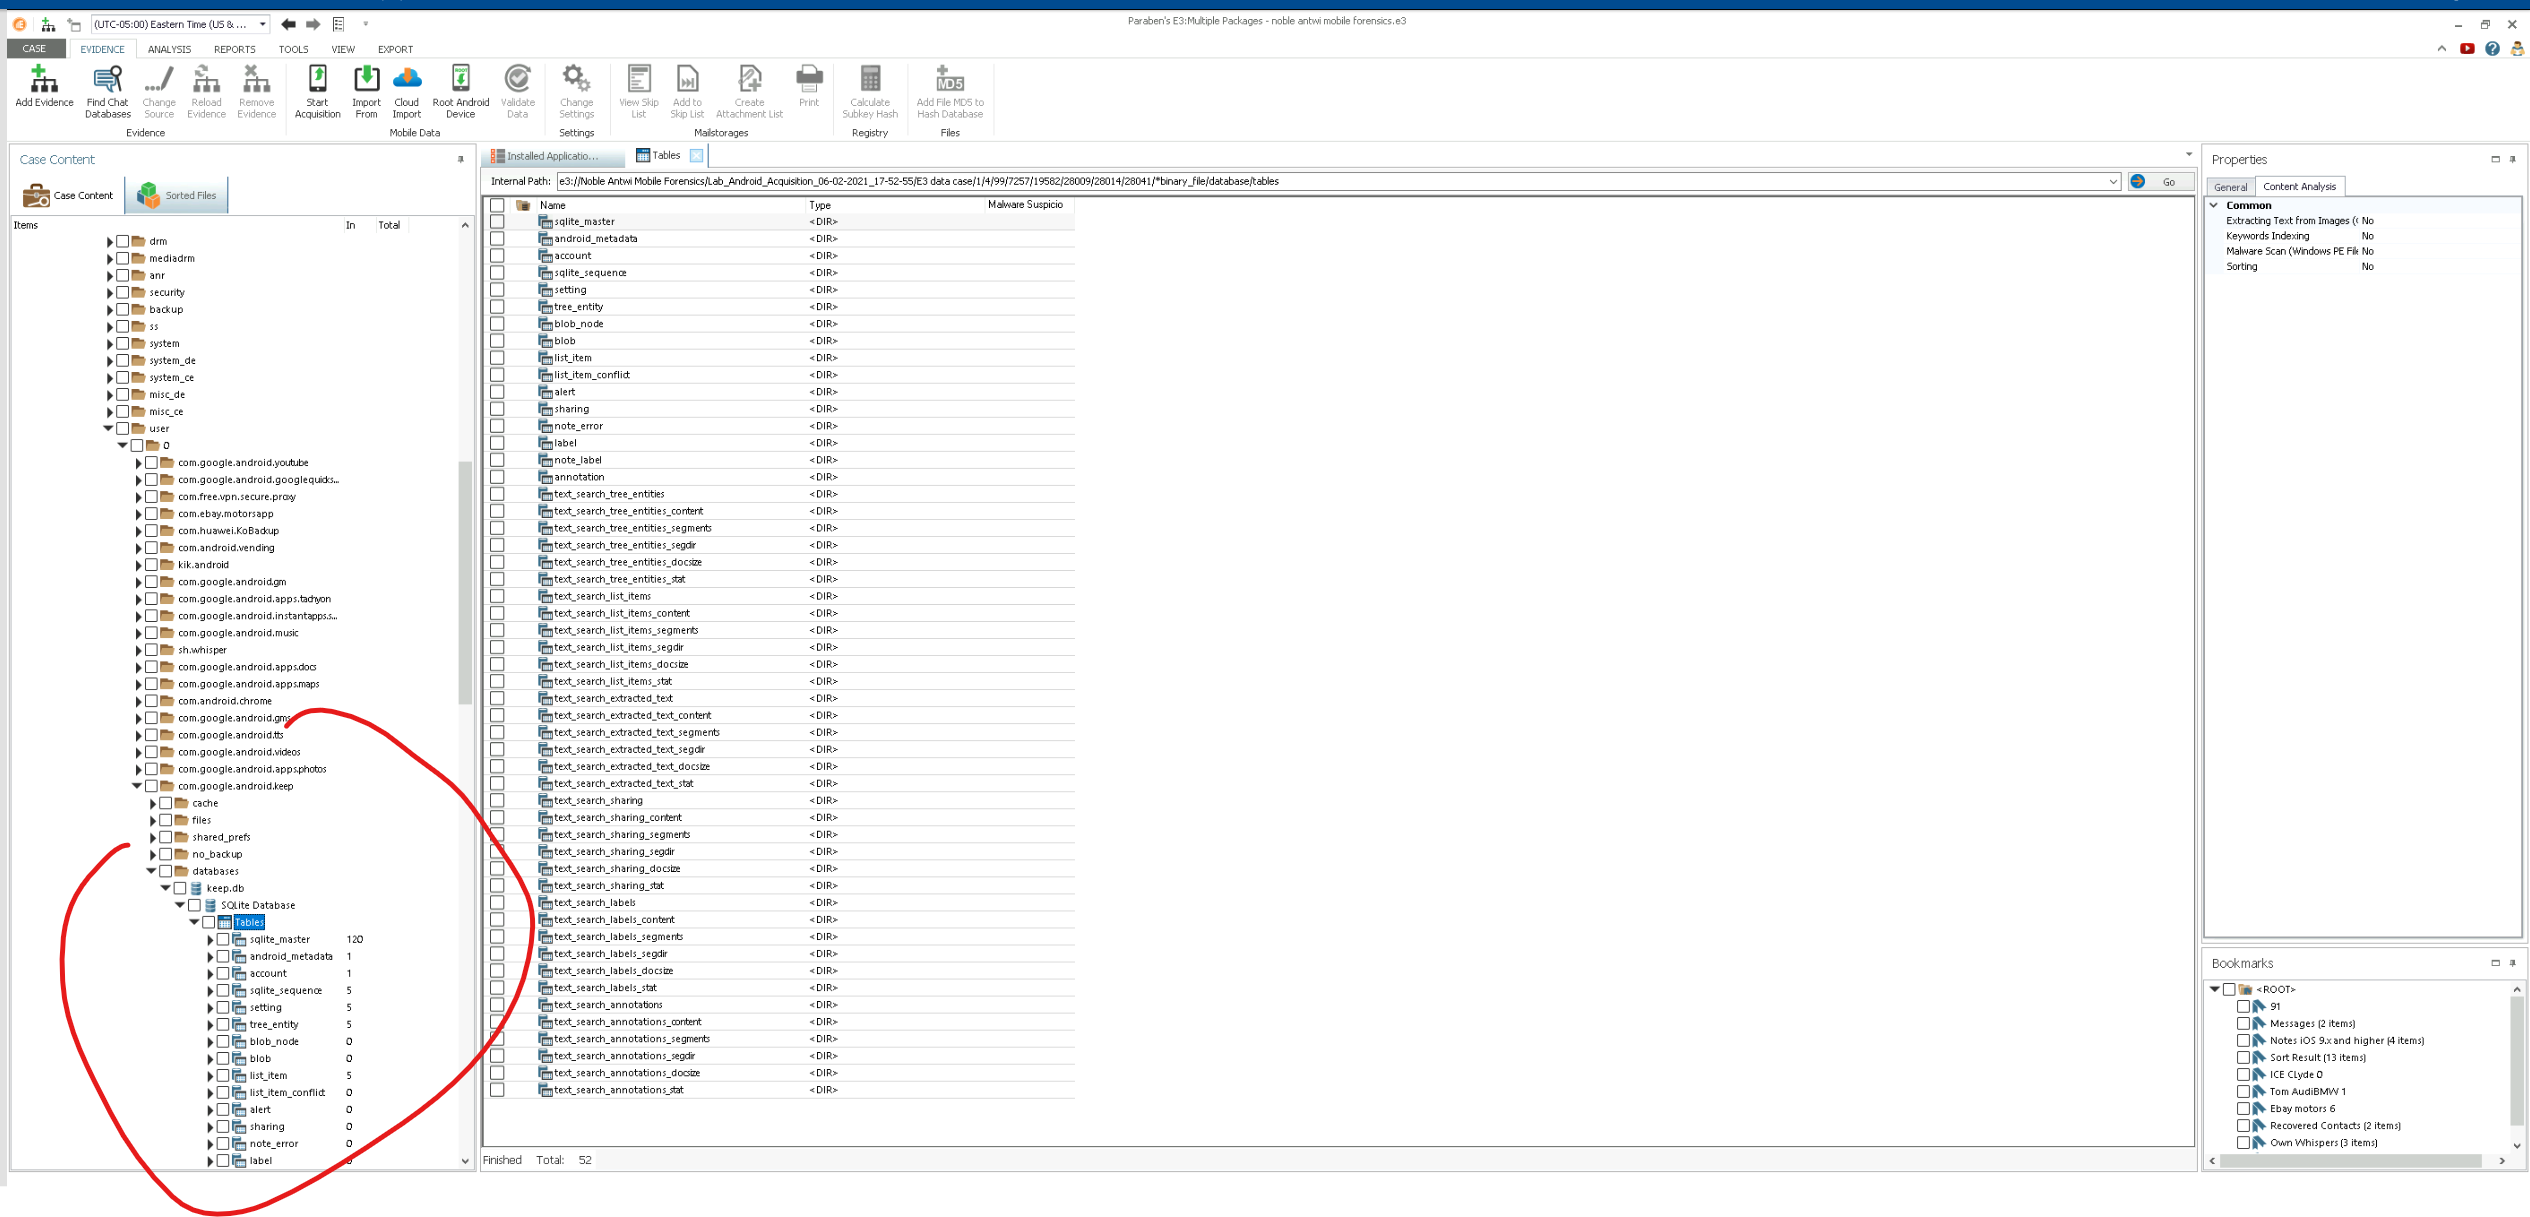 Paraben's E3:Multiple Packages - noble antwi mobile forensics.e3
(UTC-05:00) Eastern Time (US & ...
CASE EVIDENCE ANALYSIS REPORTS TOOLS VIEW EXPORT
Add Evidence
Find Chat Databases
Change Source
Reload Evidence
Remove Evidence
Start Acquisition
Import From
Cloud Import
Root Android Device
Validate Data
Change Settings
View Skip List
Add to Skip List
Create Attachment List
Print
Calculate Subkey Hash
Add File MD5 to Hash Database
Evidence Mobile Data Settings Mailstorages Registry Files
Case Content
Case Content Sorted Files
Items In Total
drm
mediadrm
anr
security
backup
ss
system
system_de
system_ce
misc_de
misc_ce
user
0
com.google.android.youtube
com.google.android.googlequicks...
com.free.vpn.secure.proxy
com.ebay.motorsapp
com.huawei.KoBackup
com.android.vending
kik.android
com.google.android.gm
com.google.android.apps.tachyon
com.google.android.instantapps.s...
com.google.android.music
sh.whisper
com.google.android.apps.docs
com.google.android.apps.maps
com.android.chrome
com.google.android.gms
com.google.android.tts
com.google.android.videos
com.google.android.apps.photos
com.google.android.keep
cache
files
shared_prefs
no_backup
databases
keep.db
SQLite Database
Tables
sqlite_master 120
android_metadata 1
account 1
sqlite_sequence 5
setting 5
tree_entity 5
blob_node 0
blob 0
list_item 5
list_item_conflict 0
alert 0
sharing 0
note_error 0
label
Installed Applicatio... Tables
Internal Path: e3://Noble Antwi Mobile Forensics/Lab_Android_Acquisition_06-02-2021_17-52-55/E3 data case/1/4/99/7257/19582/28009/28014/28041/*binary_file/database/tables Go
Name Type Malware Suspicio
sqlite_master <DIR>
android_metadata <DIR>
account <DIR>
sqlite_sequence <DIR>
setting <DIR>
tree_entity <DIR>
blob_node <DIR>
blob <DIR>
list_item <DIR>
list_item_conflict <DIR>
alert <DIR>
sharing <DIR>
note_error <DIR>
label <DIR>
note_label <DIR>
annotation <DIR>
text_search_tree_entities <DIR>
text_search_tree_entities_content <DIR>
text_search_tree_entities_segments <DIR>
text_search_tree_entities_segdir <DIR>
text_search_tree_entities_docsize <DIR>
text_search_tree_entities_stat <DIR>
text_search_list_items <DIR>
text_search_list_items_content <DIR>
text_search_list_items_segments <DIR>
text_search_list_items_segdir <DIR>
text_search_list_items_docsize <DIR>
text_search_list_items_stat <DIR>
text_search_extracted_text <DIR>
text_search_extracted_text_content <DIR>
text_search_extracted_text_segments <DIR>
text_search_extracted_text_segdir <DIR>
text_search_extracted_text_docsize <DIR>
text_search_extracted_text_stat <DIR>
text_search_sharing <DIR>
text_search_sharing_content <DIR>
text_search_sharing_segments <DIR>
text_search_sharing_segdir <DIR>
text_search_sharing_docsize <DIR>
text_search_sharing_stat <DIR>
text_search_labels <DIR>
text_search_labels_content <DIR>
text_search_labels_segments <DIR>
text_search_labels_segdir <DIR>
text_search_labels_docsize <DIR>
text_search_labels_stat <DIR>
text_search_annotations <DIR>
text_search_annotations_content <DIR>
text_search_annotations_segments <DIR>
text_search_annotations_segdir <DIR>
text_search_annotations_docsize <DIR>
text_search_annotations_stat <DIR>
Finished Total: 52
Properties
General Content Analysis
Common
Extracting Text from Images (( No
Keywords Indexing No
Malware Scan (Windows PE File No
Sorting No
Bookmarks
<ROOT>
91
Messages (2 items)
Notes iOS 9.x and higher (4 items)
Sort Result (13 items)
ICE CLyde 0
Tom AudiBMW 1
Ebay motors 6
Recovered Contacts (2 items)
Own Whispers (3 items)